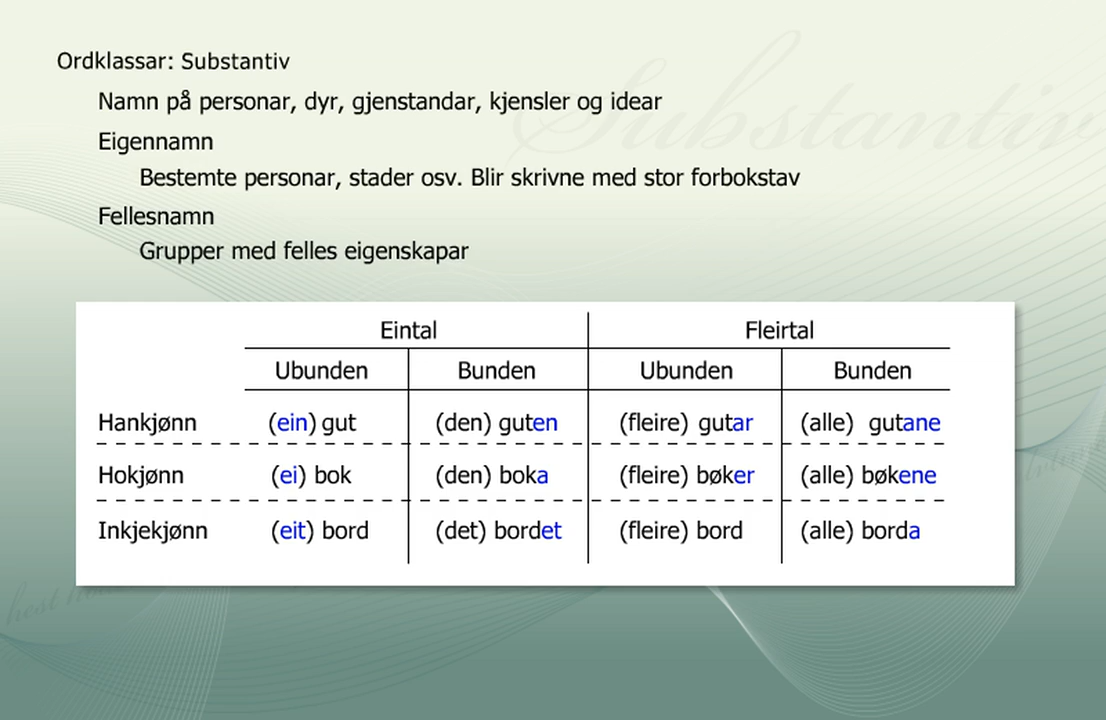 Ordklassar: Substantiv
Substantiv
Namn på personar, dyr, gjenstandar, kjensler og idear
Eigennamn
Bestemte personar, stader osv. Blir skrivne med stor forbokstav
Fellesnamn
Grupper med felles eigenskapar
Eintal Fleirtal
Ubunden Bunden Ubunden Bunden
Hankjønn (ein) gut (den) guten (fleire) gutar (alle) gutane
Hokjønn (ei) bok (den) boka (fleire) bøker (alle) bøkene
Inkjekjønn (eit) bord (det) bordet (fleire) bord (alle) borda
hest